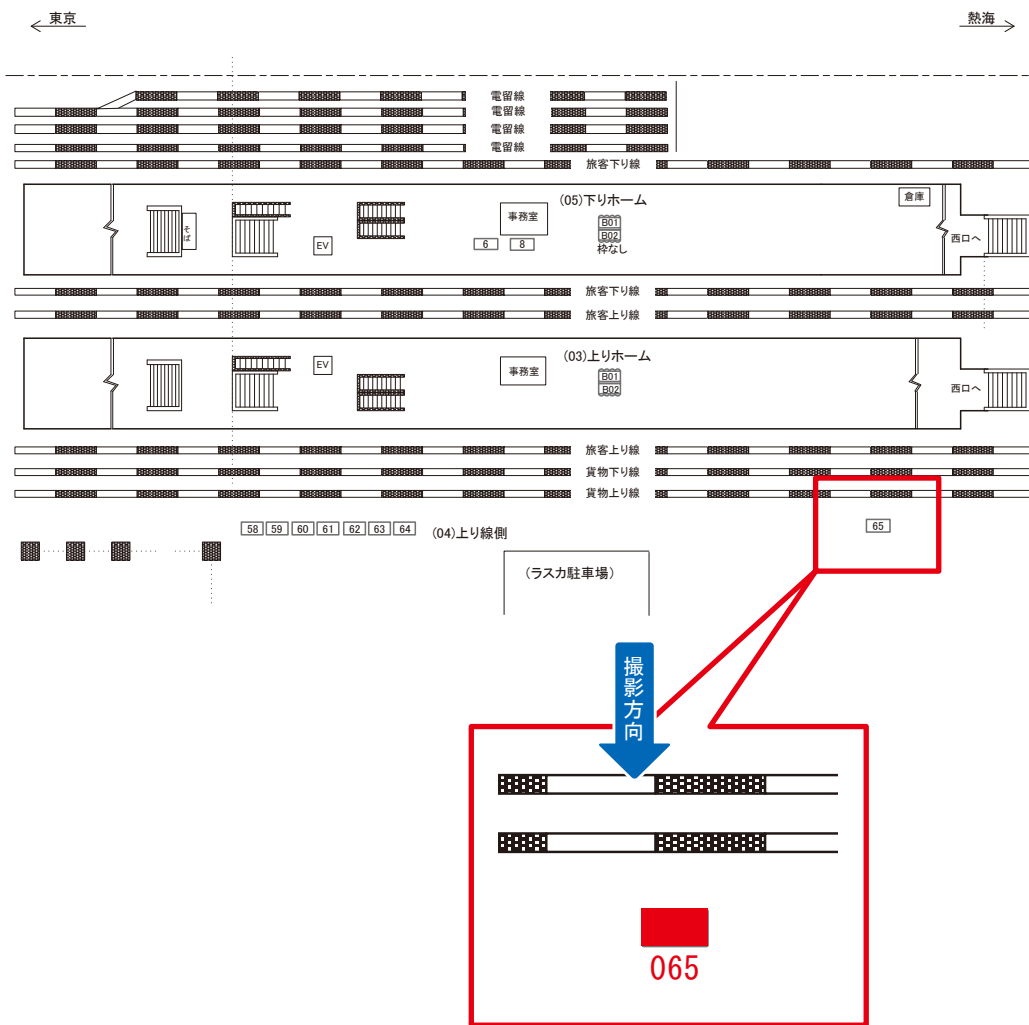 東京
熱海
電留線
電留線
電留線
電留線
旅客下り線
(05)下りホーム
倉庫
事務室
そば
B01
B02
枠なし
6
8
EV
西口へ
旅客下り線
旅客上り線
(03)上りホーム
EV
事務室
B01
B02
西口へ
旅客上り線
貨物下り線
貨物上り線
58
59
60
61
62
63
64
(04)上り線側
65
(ラスカ駐車場)
撮影方向
065